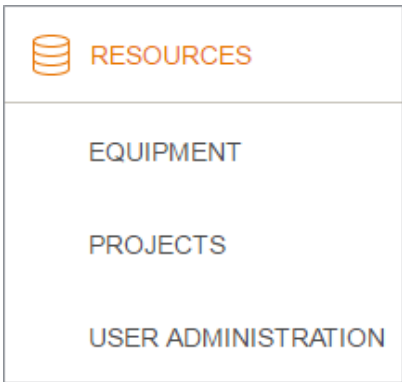 RESOURCES
EQUIPMENT
PROJECTS
USER ADMINISTRATION